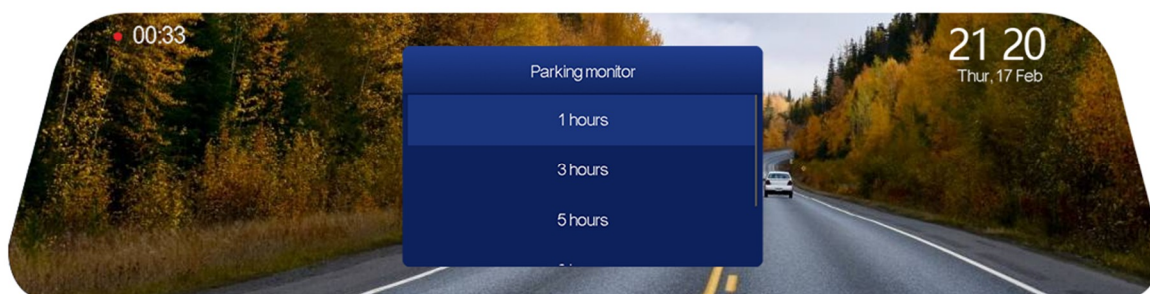 00:33
21 20
Thur, 17 Feb
Parking monitor
1 hours
3 hours
5 hours